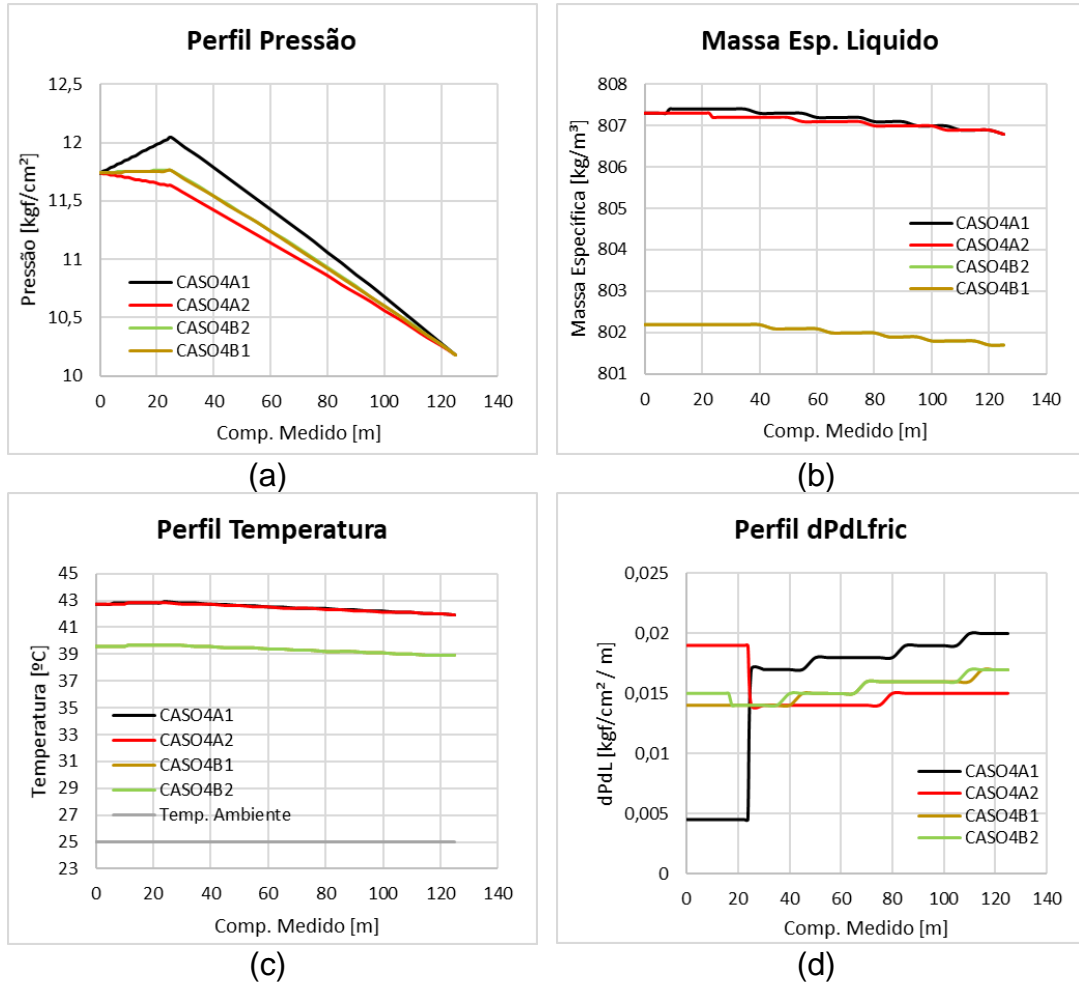 Perfil Pressão
Pressão [kgf/cm²]
12,5
12
11,5
11
10,5
10
CASO4A1
CASO4A2
CASO4B2
CASO4B1
0 20 40 60 80 100 120 140
Comp. Medido [m]
(a)
Massa Esp. Liquido
Massa Específica [kg/m³]
808
807
806
805
804
803
802
801
CASO4A1
CASO4A2
CASO4B2
CASO4B1
0 20 40 60 80 100 120 140
Comp. Medido [m]
(b)
Perfil Temperatura
Temperatura [ºC]
45
43
41
39
37
35
33
31
29
27
25
23
CASO4A1
CASO4A2
CASO4B1
CASO4B2
Temp. Ambiente
0 20 40 60 80 100 120 140
Comp. Medido [m]
(c)
Perfil dPdLfric
dPdL [kgf/cm² / m]
0,025
0,02
0,015
0,01
0,005
0
CASO4A1
CASO4A2
CASO4B1
CASO4B2
0 20 40 60 80 100 120 140
Comp. Medido [m]
(d)